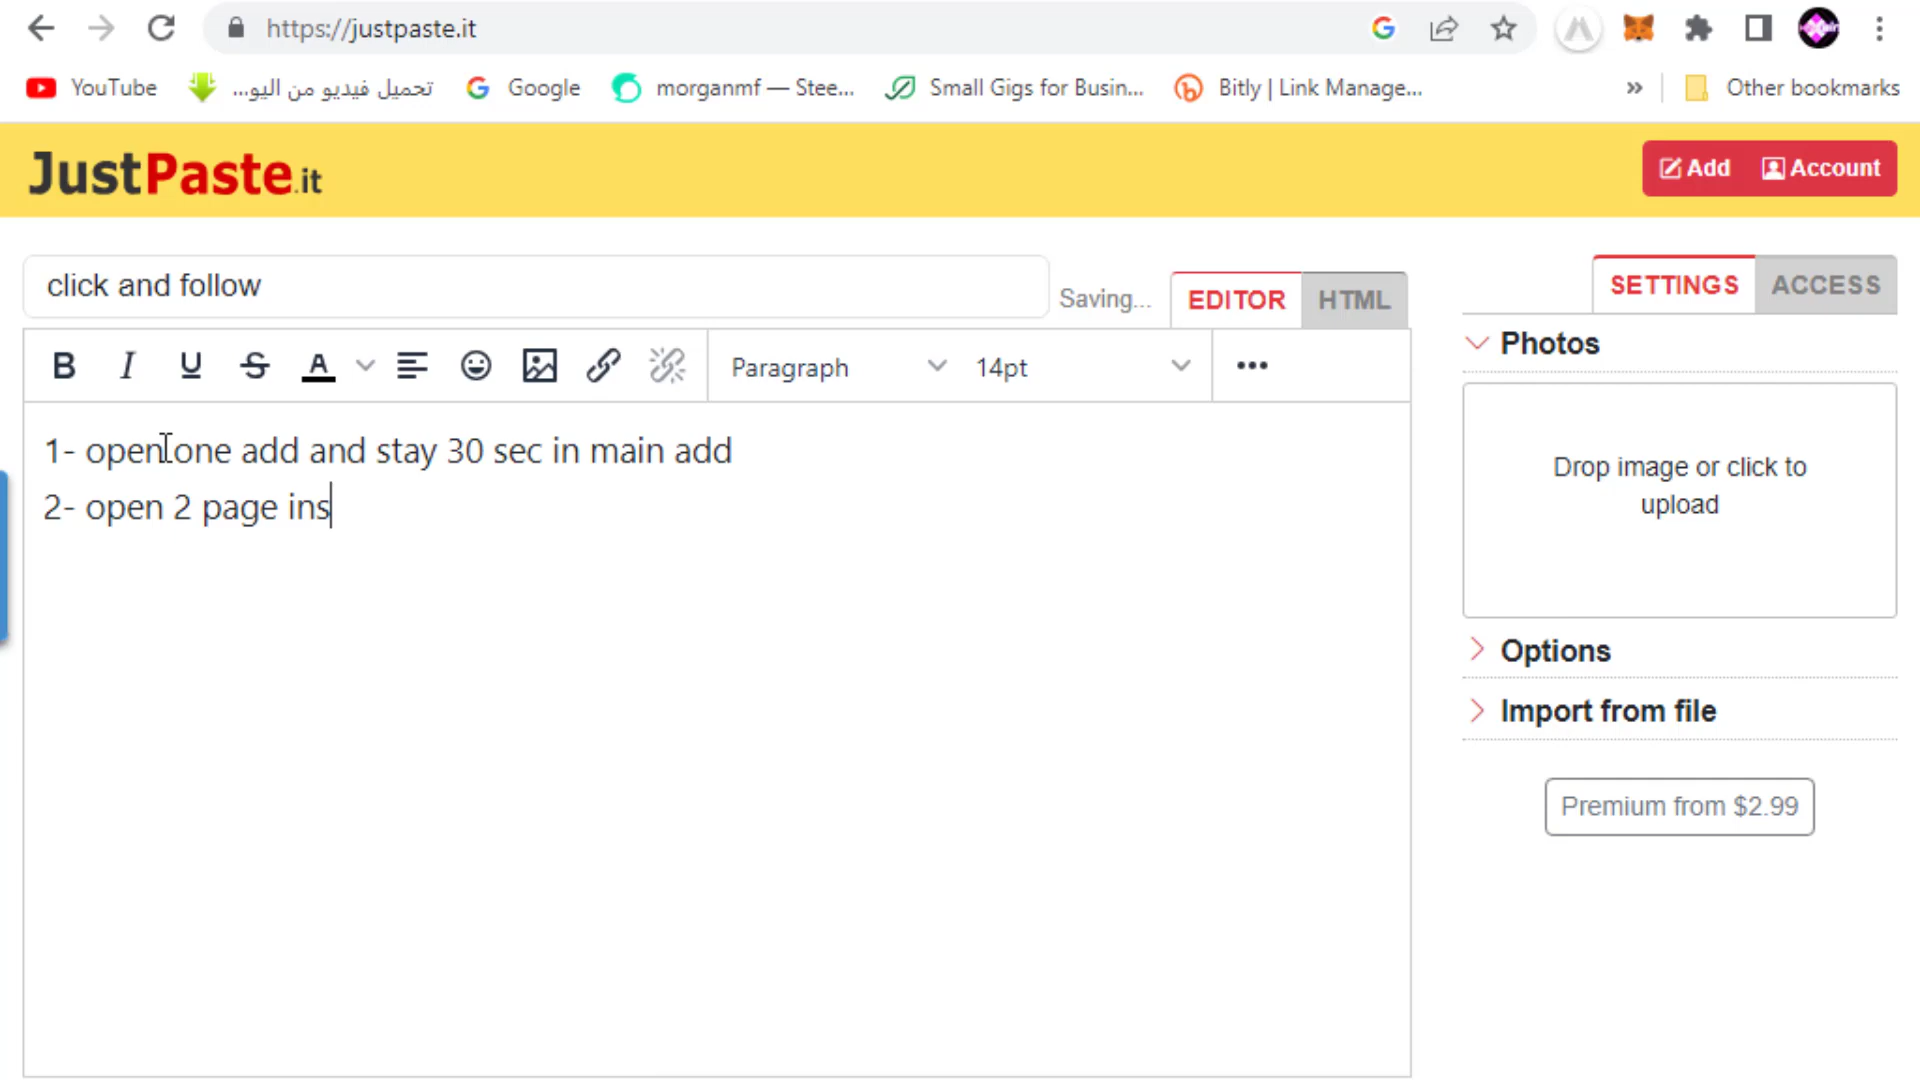 https://justpaste.it
YouTube
تحميل فيديو من اليو...
Google
morganmf — Stee...
Small Gigs for Busin...
Bitly | Link Manage...
»
Other bookmarks
JustPaste.it
Add
Account
click and follow
Saving...
EDITOR
HTML
SETTINGS
ACCESS
B I U S A
Paragraph
14pt
Photos
1- open one add and stay 30 sec in main add
2- open 2 page ins
Drop image or click to
upload
Options
Import from file
Premium from $2.99